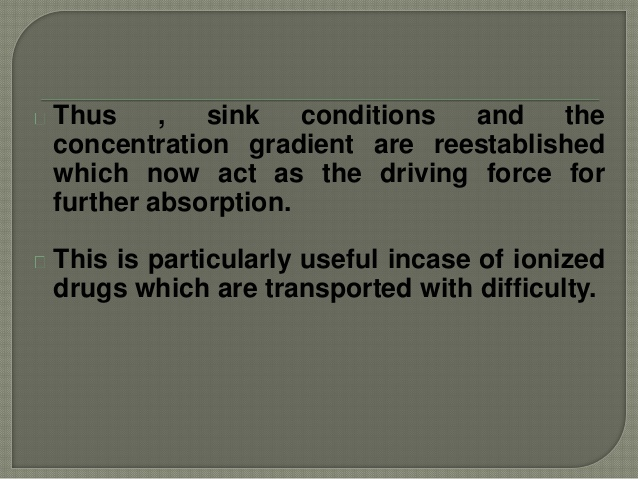 Thus , sink conditions and the
concentration gradient are reestablished
which now act as the driving force for
further absorption.
This is particularly useful incase of ionized
drugs which are transported with difficulty.